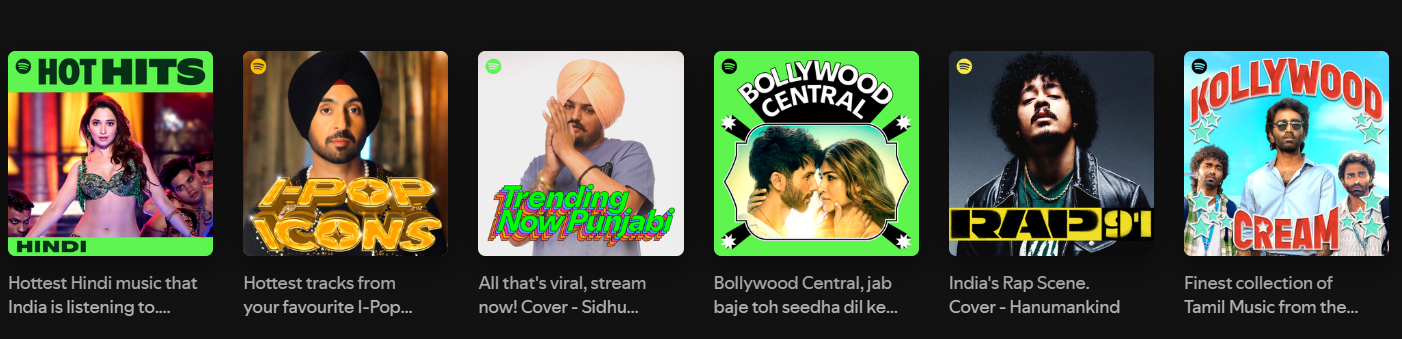 HOT HITS
HINDI
Hottest Hindi music that
India is listening to....
I-POP
ICONS
Hottest tracks from
your favourite I-Pop...
Trending
Now Punjabi
All that's viral, stream
now! Cover - Sidhu...
BOLLYWOOD
CENTRAL
Bollywood Central, jab
baje toh seedha dil ke...
RAP 91
India's Rap Scene.
Cover - Hanumankind
KOLLYWOOD
CREAM
Finest collection of
Tamil Music from the...